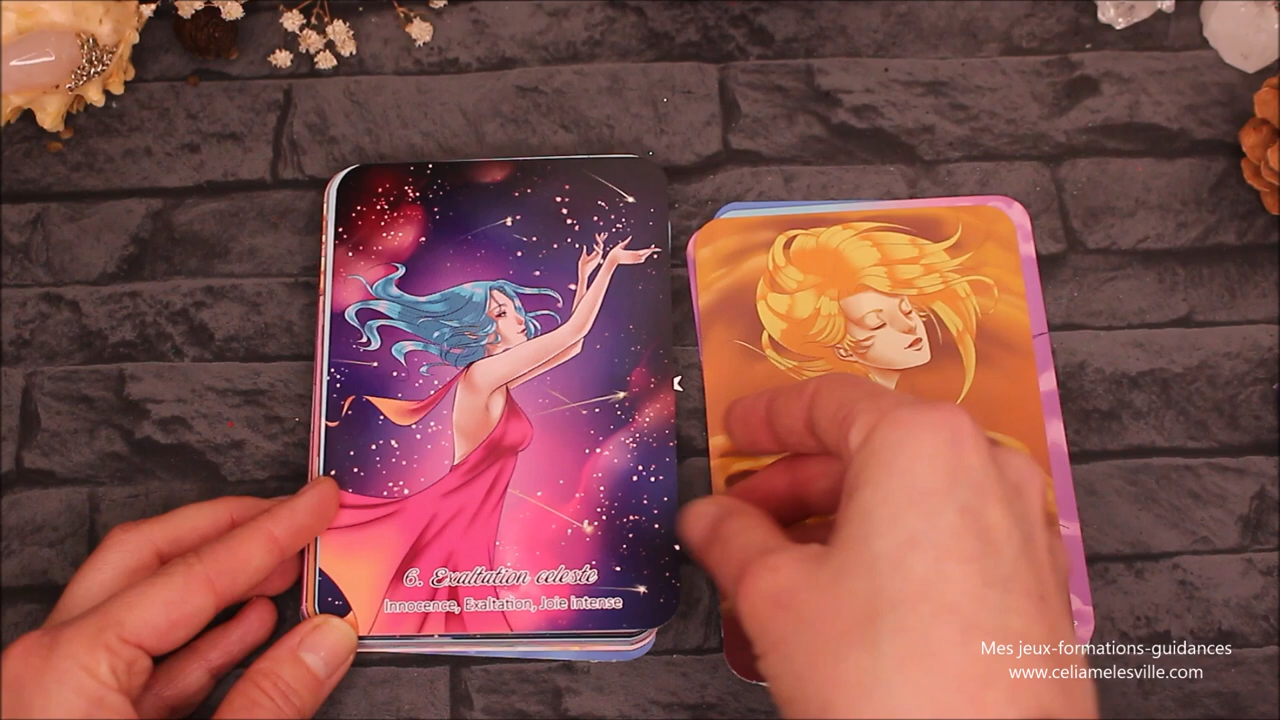 6. Exaltation celeste
Innocence, Exaltation, Joie intense
Mes jeux-formations-guidances
www.celiamelesville.com